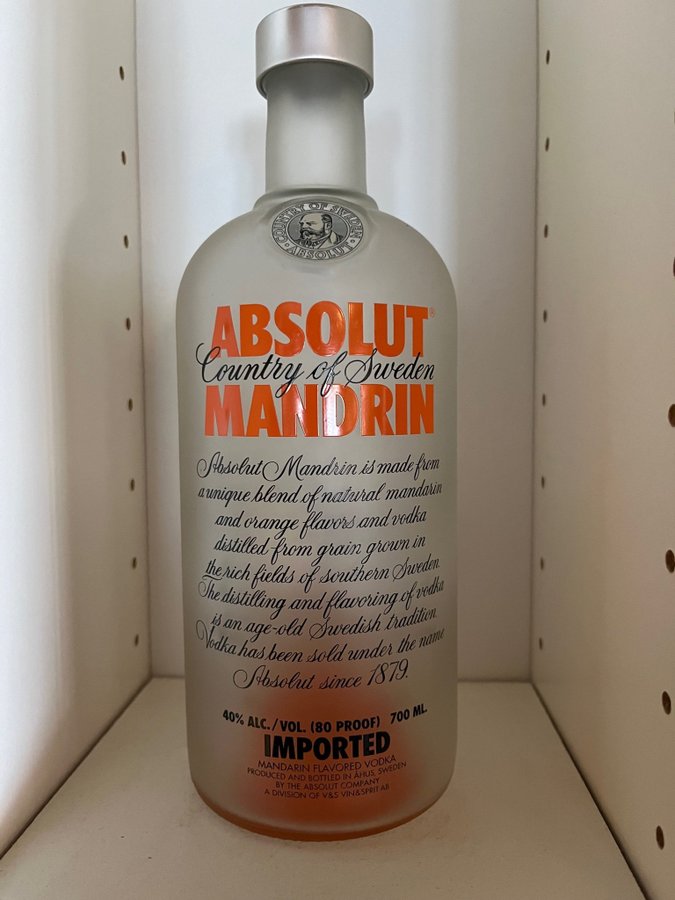 COUNTRY OF SWEDEN
ABSOLUT
ABSOLUT®
Country of Sweden
MANDRIN
Absolut Mandrin is made from
a unique blend of natural mandarin
and orange flavors and vodka
distilled from grain grown in
the rich fields of southern Sweden.
The distilling and flavoring of vodka
is an age-old Swedish tradition.
Vodka has been sold under the name
Absolut since 1879.
40% ALC./VOL. (80 PROOF) 700 ML.
IMPORTED
MANDARIN FLAVORED VODKA
PRODUCED AND BOTTLED IN ÅHUS, SWEDEN
BY THE ABSOLUT COMPANY
A DIVISION OF V&S VIN&SPRIT AB